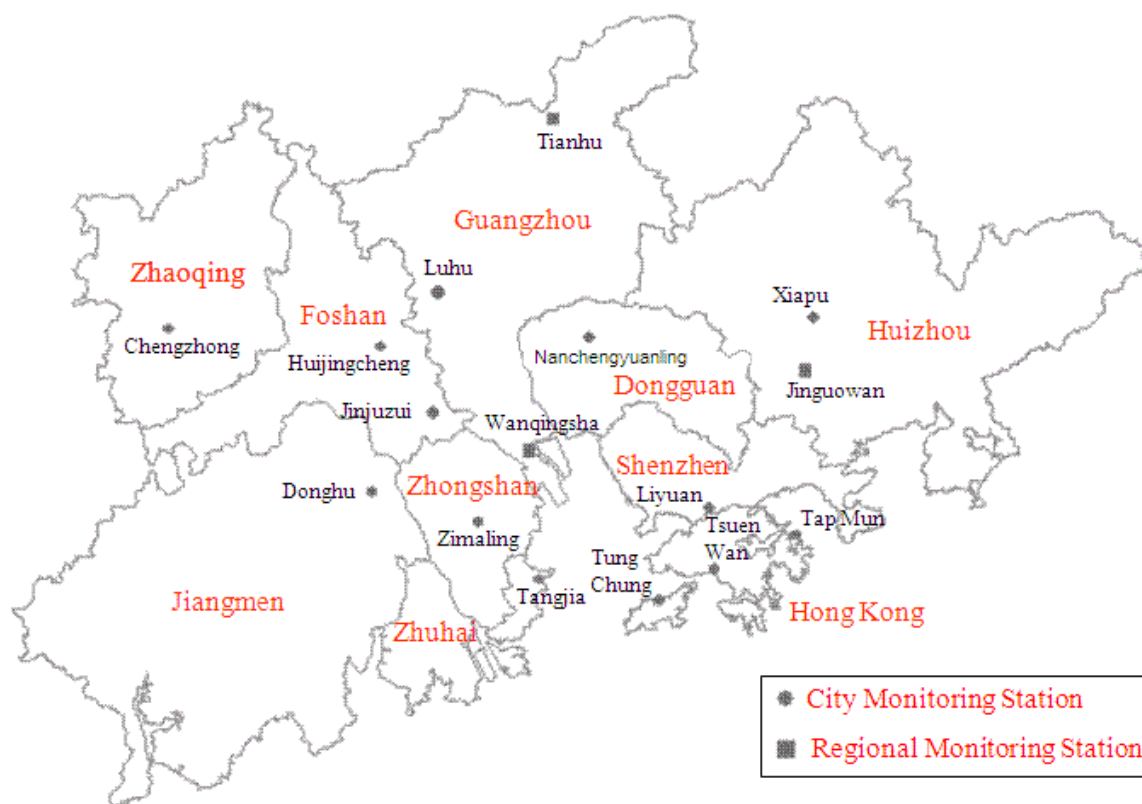 Tianhu
Guangzhou
Zhaoqing
Luhu
Xiapu
Foshan
Huizhou
Chengzhong
Huijingcheng
Nanchengyuanling
Dongguan
Jinguowan
Jinjuzui
Wanqingsha
Shenzhen
Zhongshan
Donghu
Liyuan
Tap Mun
Tsuen
Wan
Zimaling
Tung
Chung
Tangjia
Jiangmen
Hong Kong
Zhuhai
City Monitoring Station
Regional Monitoring Station